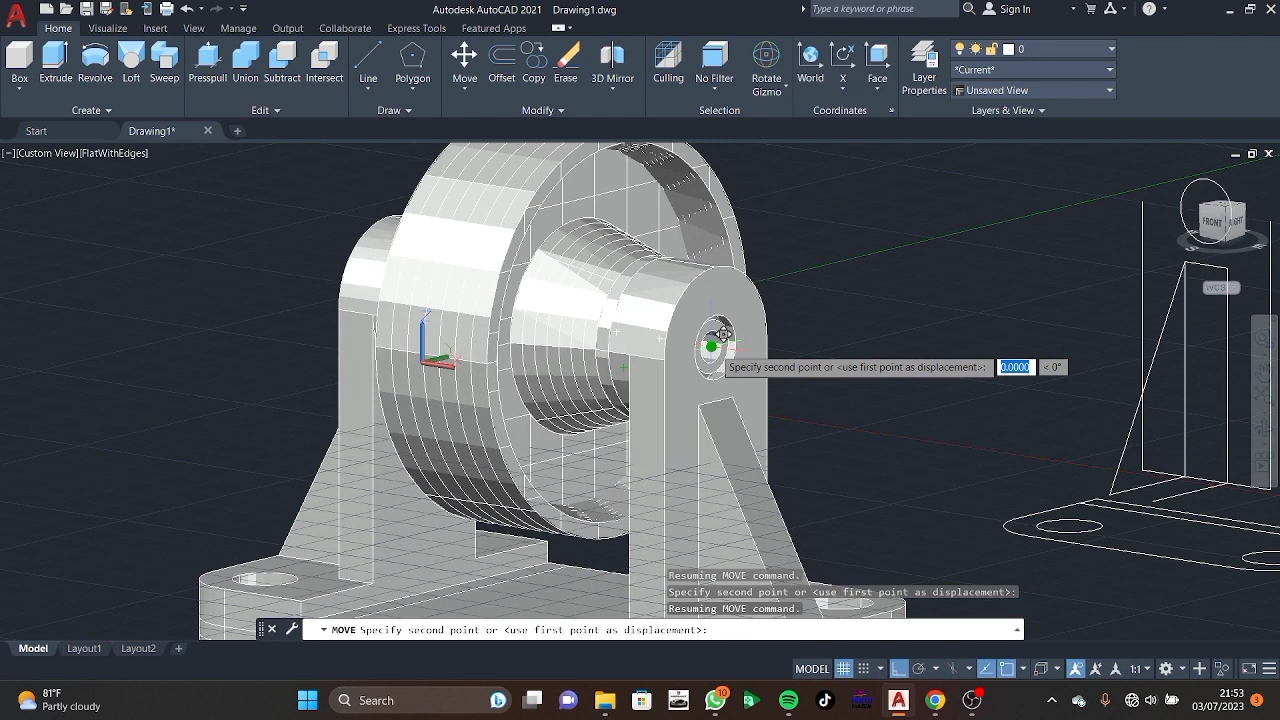 Autodesk AutoCAD 2021 Drawing1.dwg
Type a keyword or phrase
Sign In
Home Visualize Insert View Manage Output Collaborate Express Tools Featured Apps
Box Extrude Revolve Loft Sweep Presspull Union Subtract Intersect Line Polygon Move Offset Copy Erase 3D Mirror Culling No Filter Rotate Gizmo World X Face Layer Properties
0
*Current*
Unsaved View
Create Edit Draw Modify Selection Coordinates Layers & View
Start Drawing1*
[−][Custom View][FlatWithEdges]
FRONT RIGHT
WCS
Specify second point or <use first point as displacement>: 0.0000 < 0°
Resuming MOVE command.
Specify second point or <use first point as displacement>:
Resuming MOVE command.
MOVE Specify second point or <use first point as displacement>:
Model Layout1 Layout2
MODEL 1:1
81°F
Partly cloudy
Search
10
21:53
03/07/2023
3